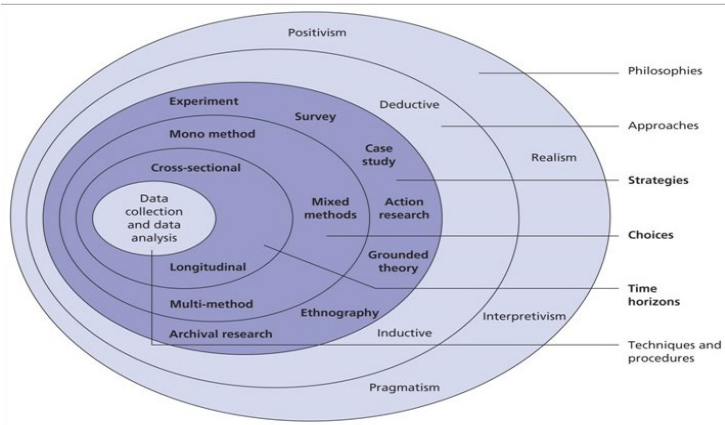 Positivism
Philosophies
Experiment
Deductive
Survey
Approaches
Mono method
Case
study
Realism
Cross-sectional
Strategies
Data
collection
and data
analysis
Mixed
methods
Action
research
Choices
Grounded
theory
Longitudinal
Time
horizons
Multi-method
Ethnography
Interpretivism
Archival research
Inductive
Techniques and
procedures
Pragmatism